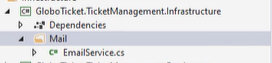 GloboTicket.TicketManagement.Infrastructure
Dependencies
Mail
C# EmailService.cs